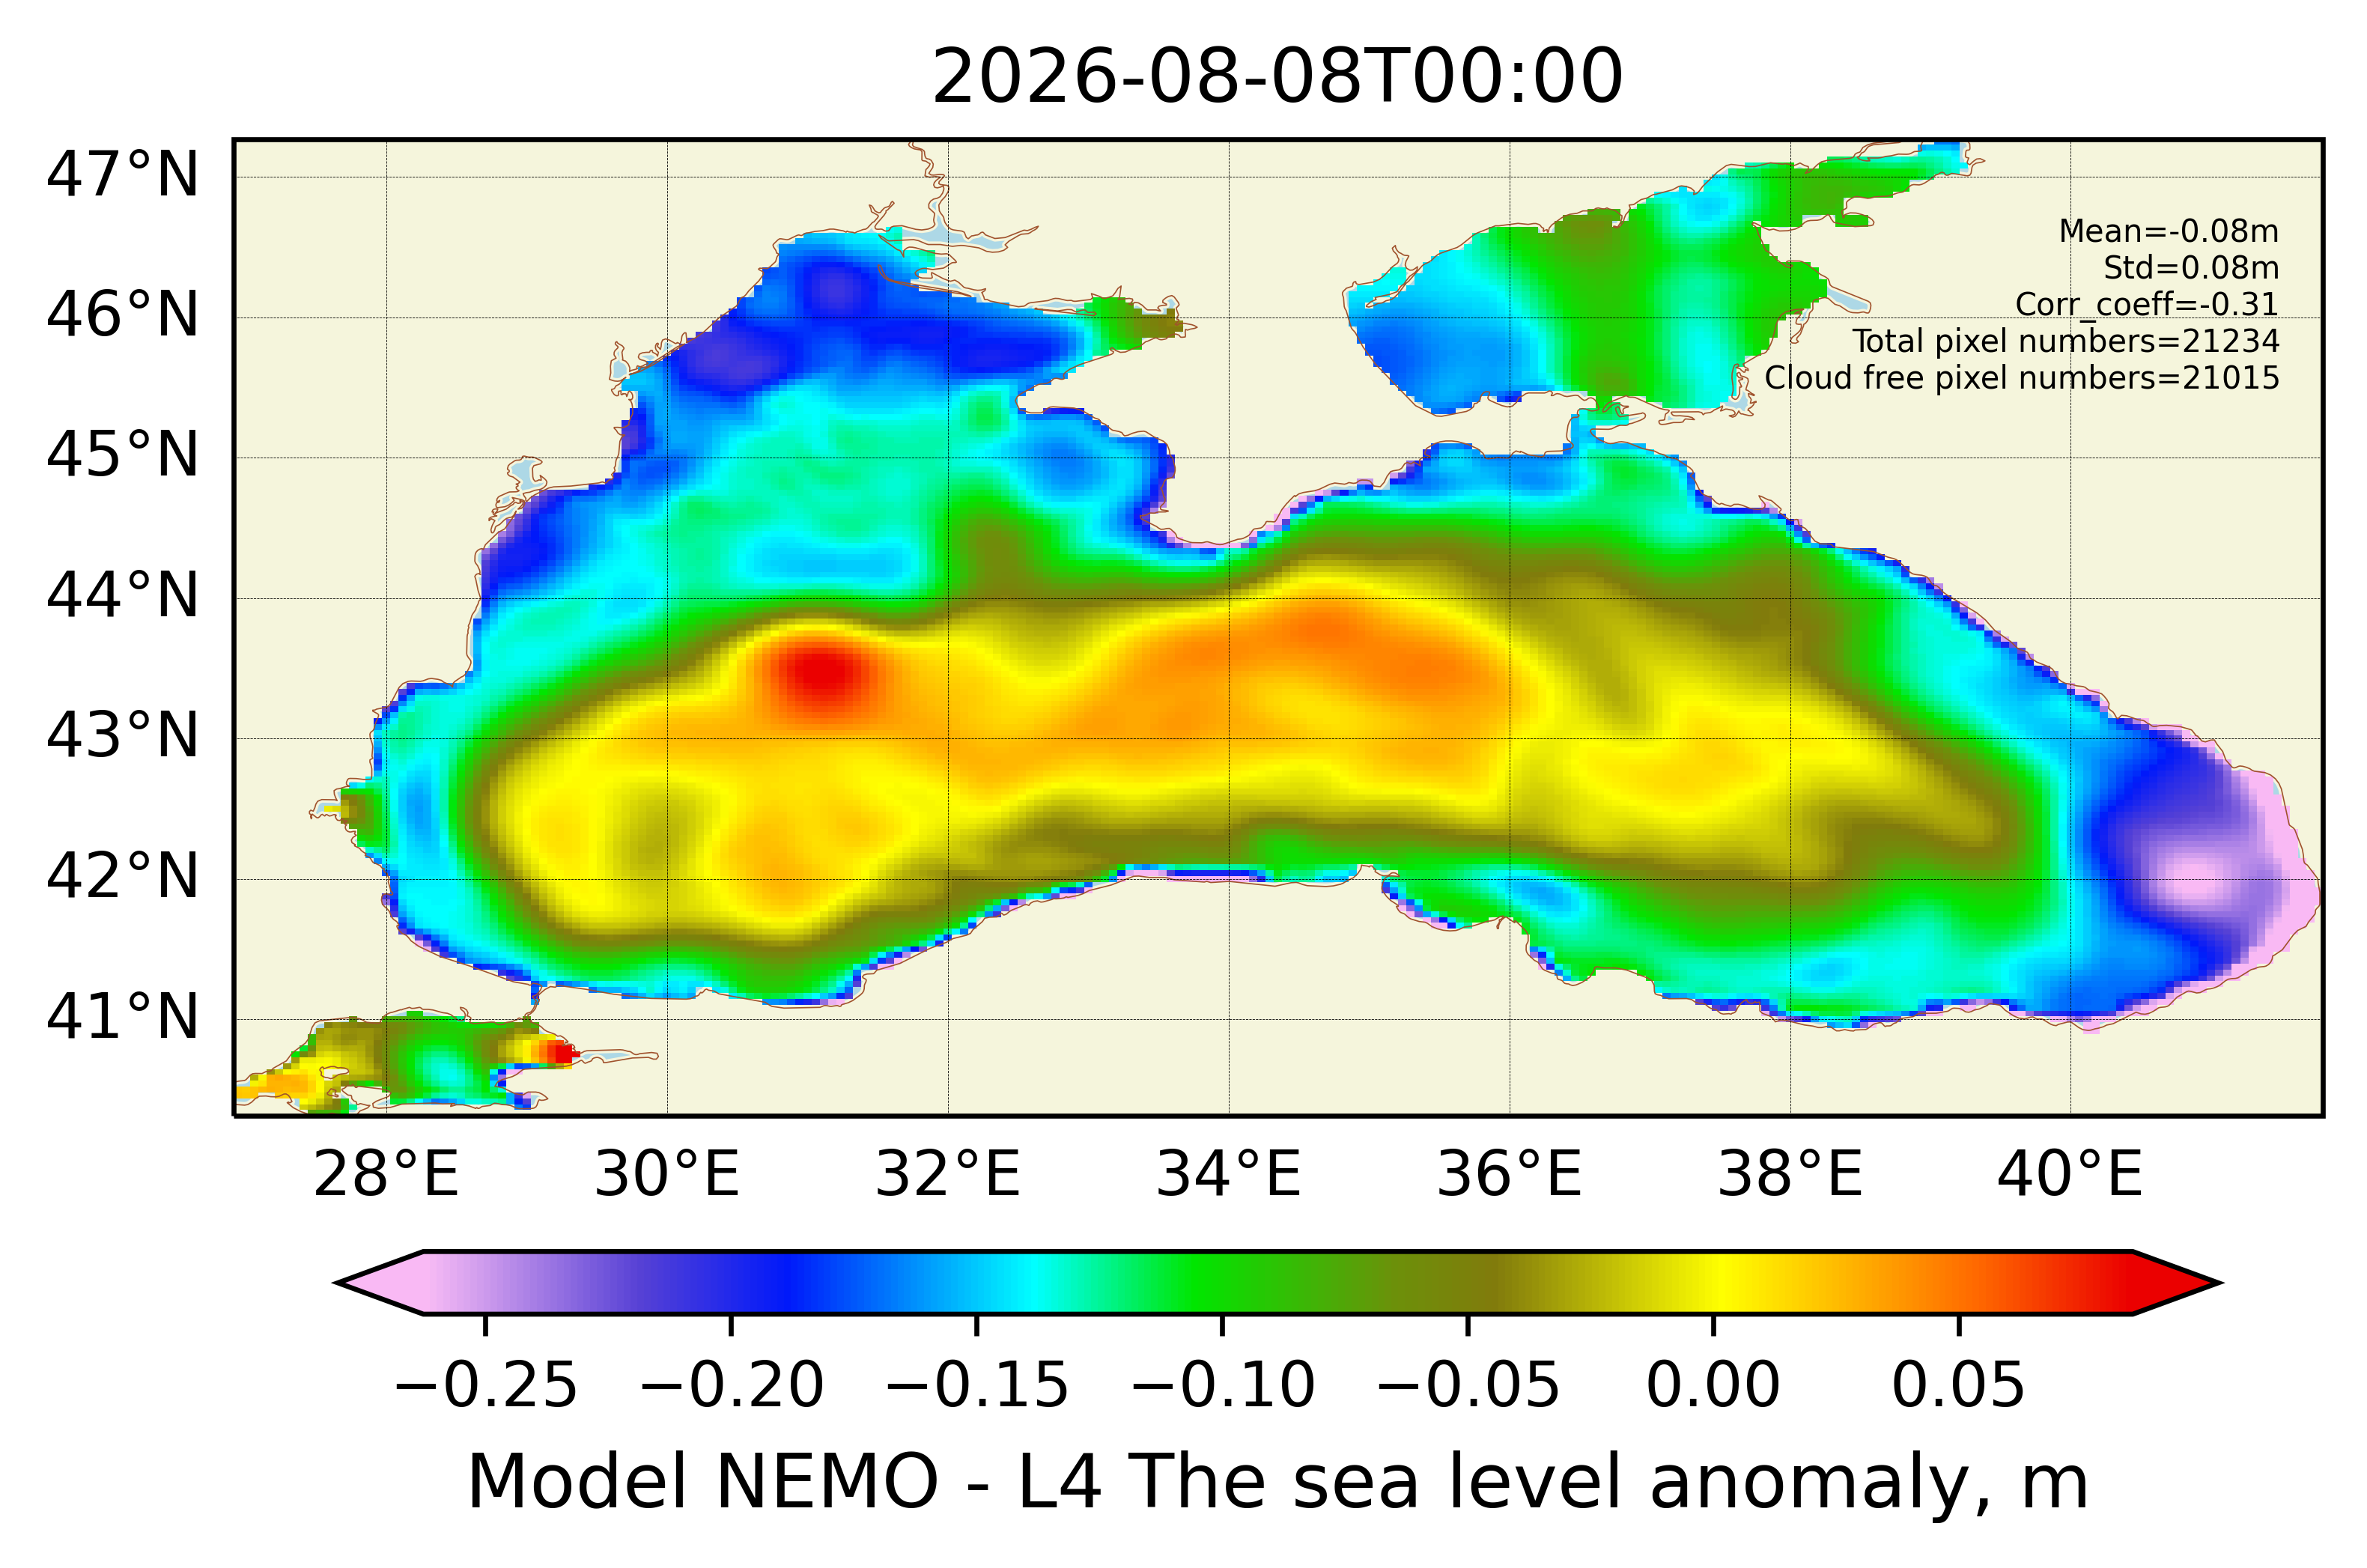 2026-08-08T00:00
47°N
46°N
45°N
44°N
43°N
42°N
41°N
Mean=-0.08m
Std=0.08m
Corr_coeff=-0.31
Total pixel numbers=21234
Cloud free pixel numbers=21015
28°E 30°E 32°E 34°E 36°E 38°E 40°E
−0.25 −0.20 −0.15 −0.10 −0.05 0.00 0.05
Model NEMO - L4 The sea level anomaly, m